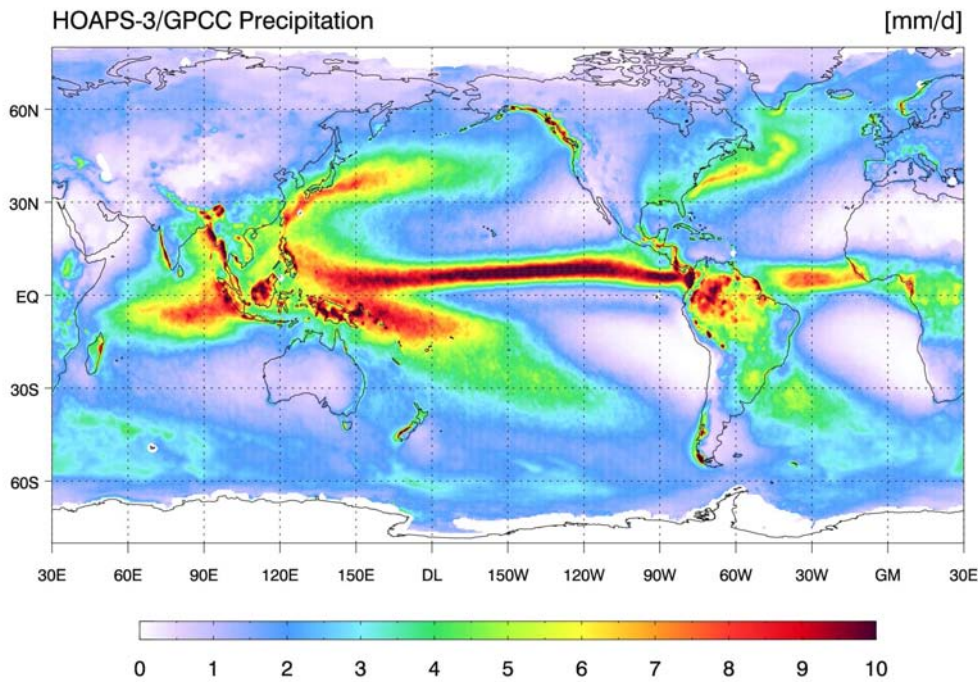 HOAPS-3/GPCC Precipitation [mm/d]
60N
30N
EQ
30S
60S
30E 60E 90E 120E 150E DL 150W 120W 90W 60W 30W GM 30E
0 1 2 3 4 5 6 7 8 9 10